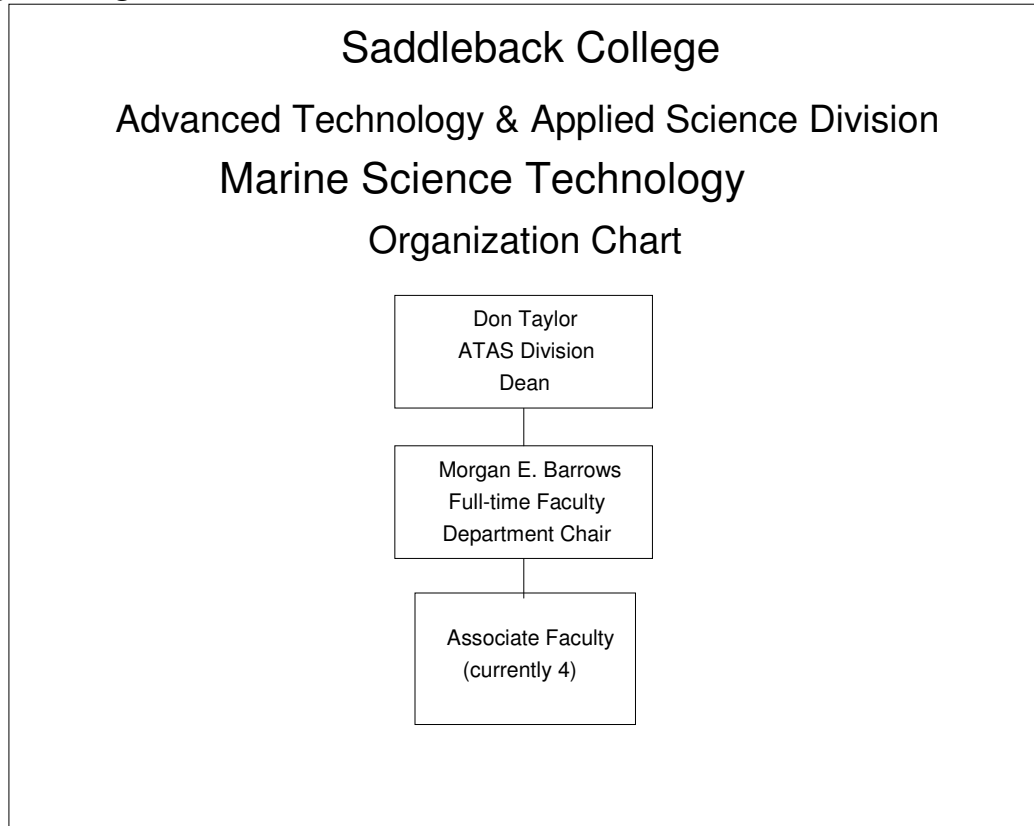 Saddleback College
Advanced Technology & Applied Science Division
Marine Science Technology
Organization Chart
Don Taylor
ATAS Division
Dean
Morgan E. Barrows
Full-time Faculty
Department Chair
Associate Faculty
(currently 4)